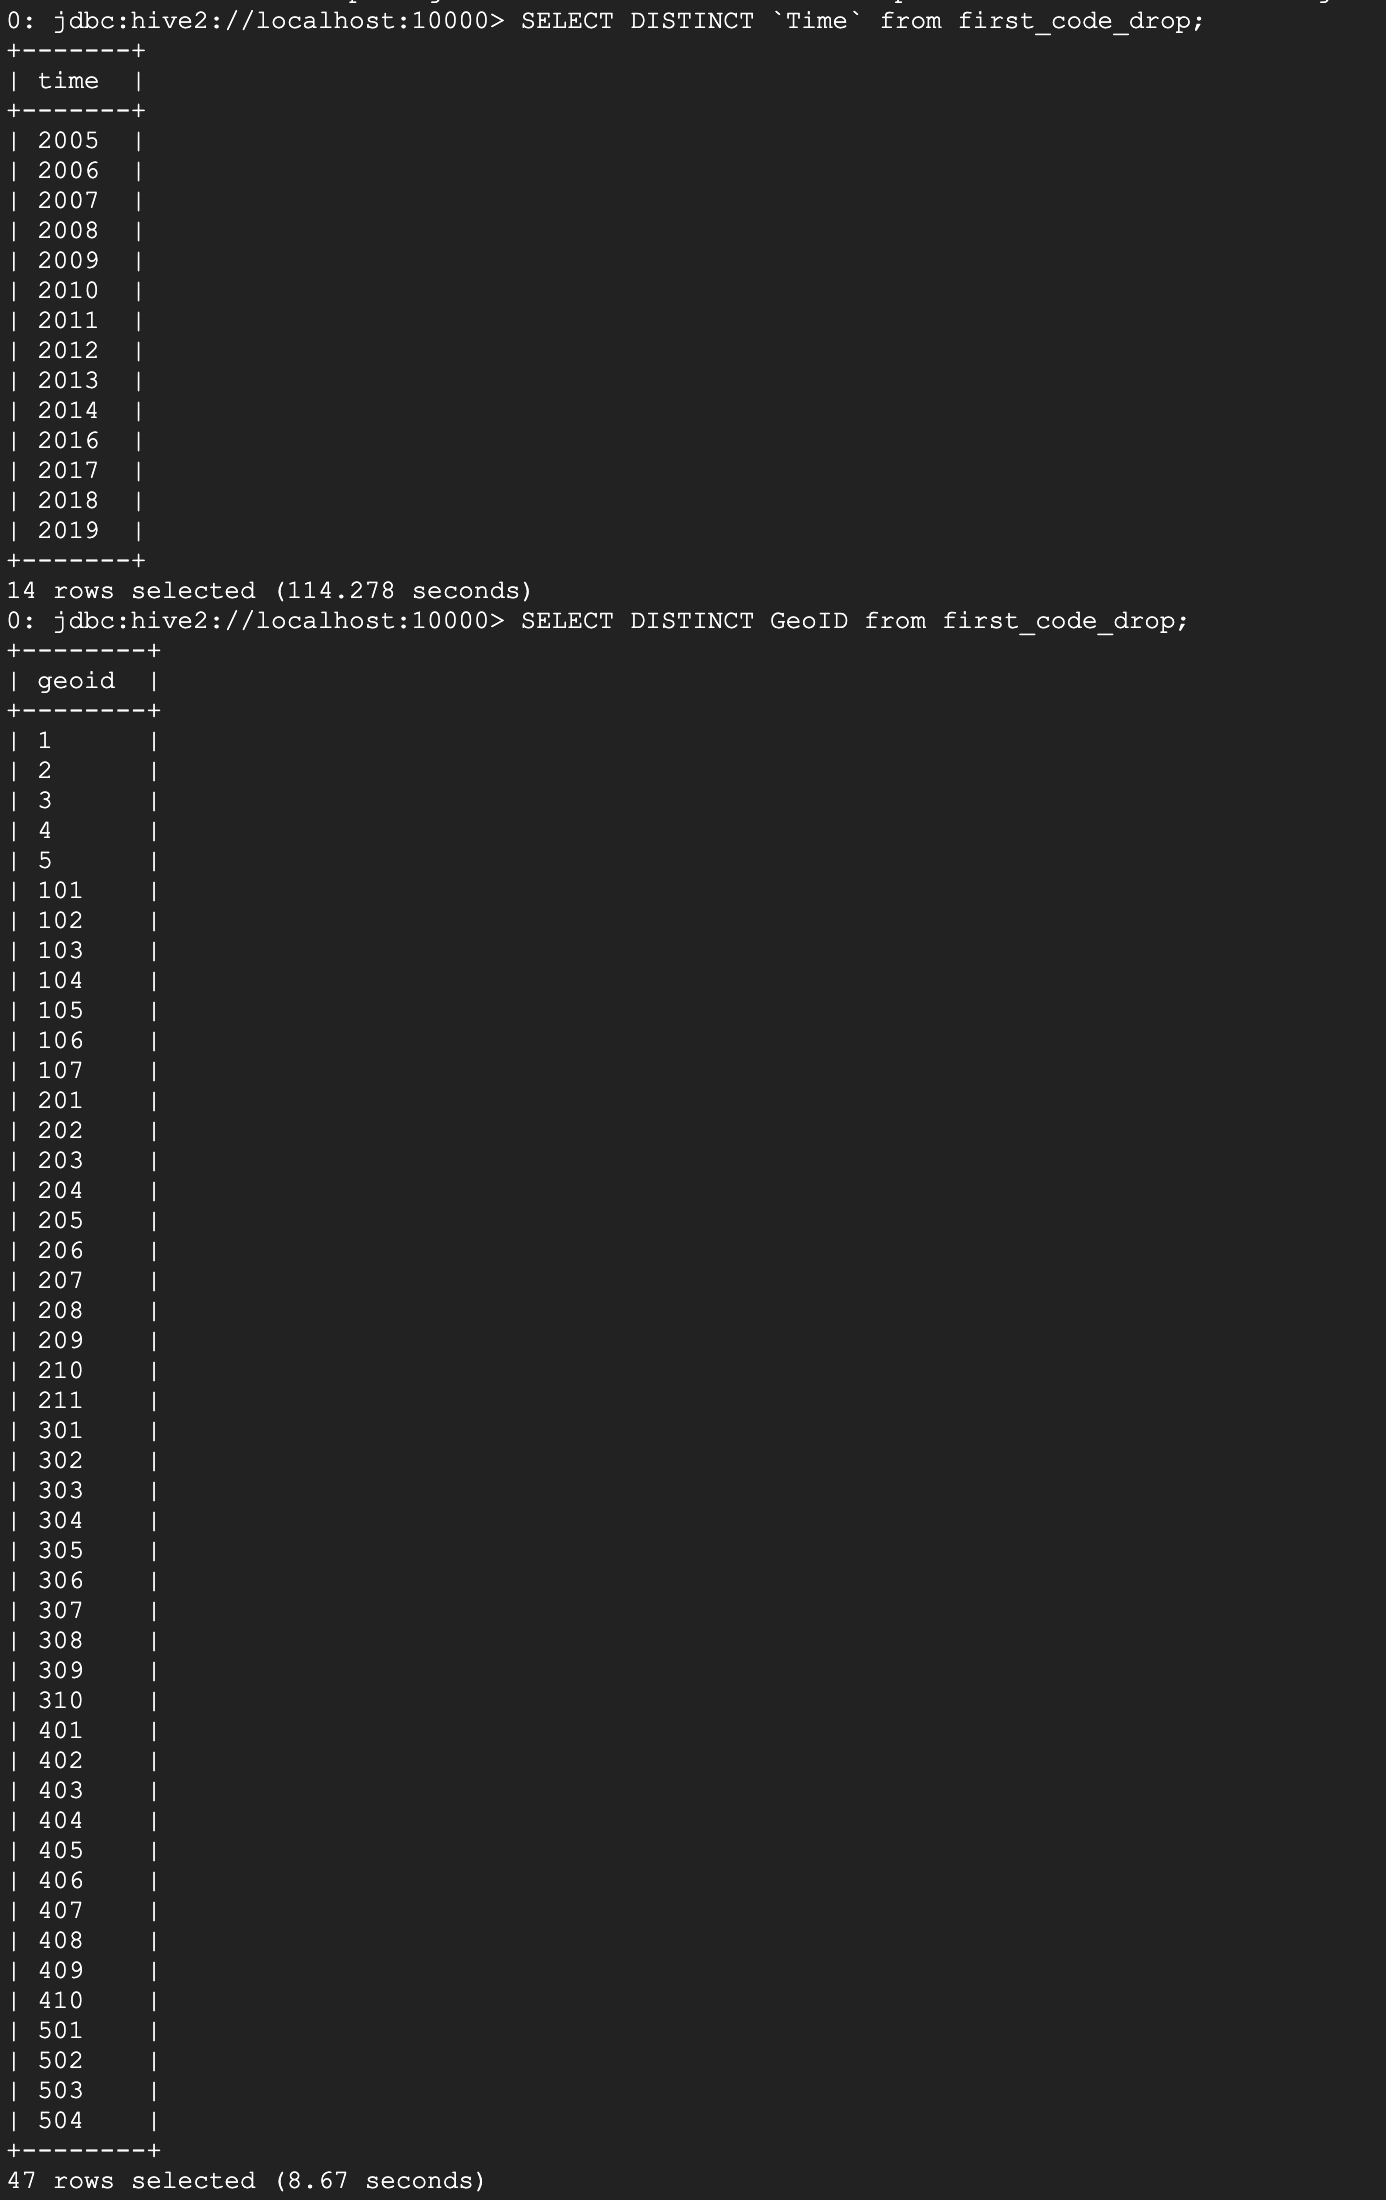 0: jdbc:hive2://localhost:10000> SELECT DISTINCT `Time` from first_code_drop;
+-------+
| time  |
+-------+
| 2005  |
| 2006  |
| 2007  |
| 2008  |
| 2009  |
| 2010  |
| 2011  |
| 2012  |
| 2013  |
| 2014  |
| 2016  |
| 2017  |
| 2018  |
| 2019  |
+-------+
14 rows selected (114.278 seconds)
0: jdbc:hive2://localhost:10000> SELECT DISTINCT GeoID from first_code_drop;
+--------+
| geoid  |
+--------+
| 1      |
| 2      |
| 3      |
| 4      |
| 5      |
| 101    |
| 102    |
| 103    |
| 104    |
| 105    |
| 106    |
| 107    |
| 201    |
| 202    |
| 203    |
| 204    |
| 205    |
| 206    |
| 207    |
| 208    |
| 209    |
| 210    |
| 211    |
| 301    |
| 302    |
| 303    |
| 304    |
| 305    |
| 306    |
| 307    |
| 308    |
| 309    |
| 310    |
| 401    |
| 402    |
| 403    |
| 404    |
| 405    |
| 406    |
| 407    |
| 408    |
| 409    |
| 410    |
| 501    |
| 502    |
| 503    |
| 504    |
+--------+
47 rows selected (8.67 seconds)